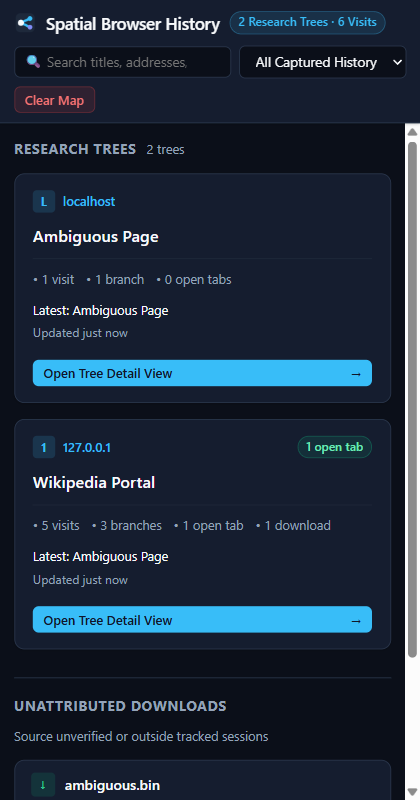 Spatial Browser History
2 Research Trees · 6 Visits
Search titles, addresses,
All Captured History
Clear Map
RESEARCH TREES 2 trees
L localhost
Ambiguous Page
• 1 visit • 1 branch • 0 open tabs
Latest: Ambiguous Page
Updated just now
Open Tree Detail View →
1 127.0.0.1 1 open tab
Wikipedia Portal
• 5 visits • 3 branches • 1 open tab • 1 download
Latest: Ambiguous Page
Updated just now
Open Tree Detail View →
UNATTRIBUTED DOWNLOADS
Source unverified or outside tracked sessions
↓ ambiguous.bin